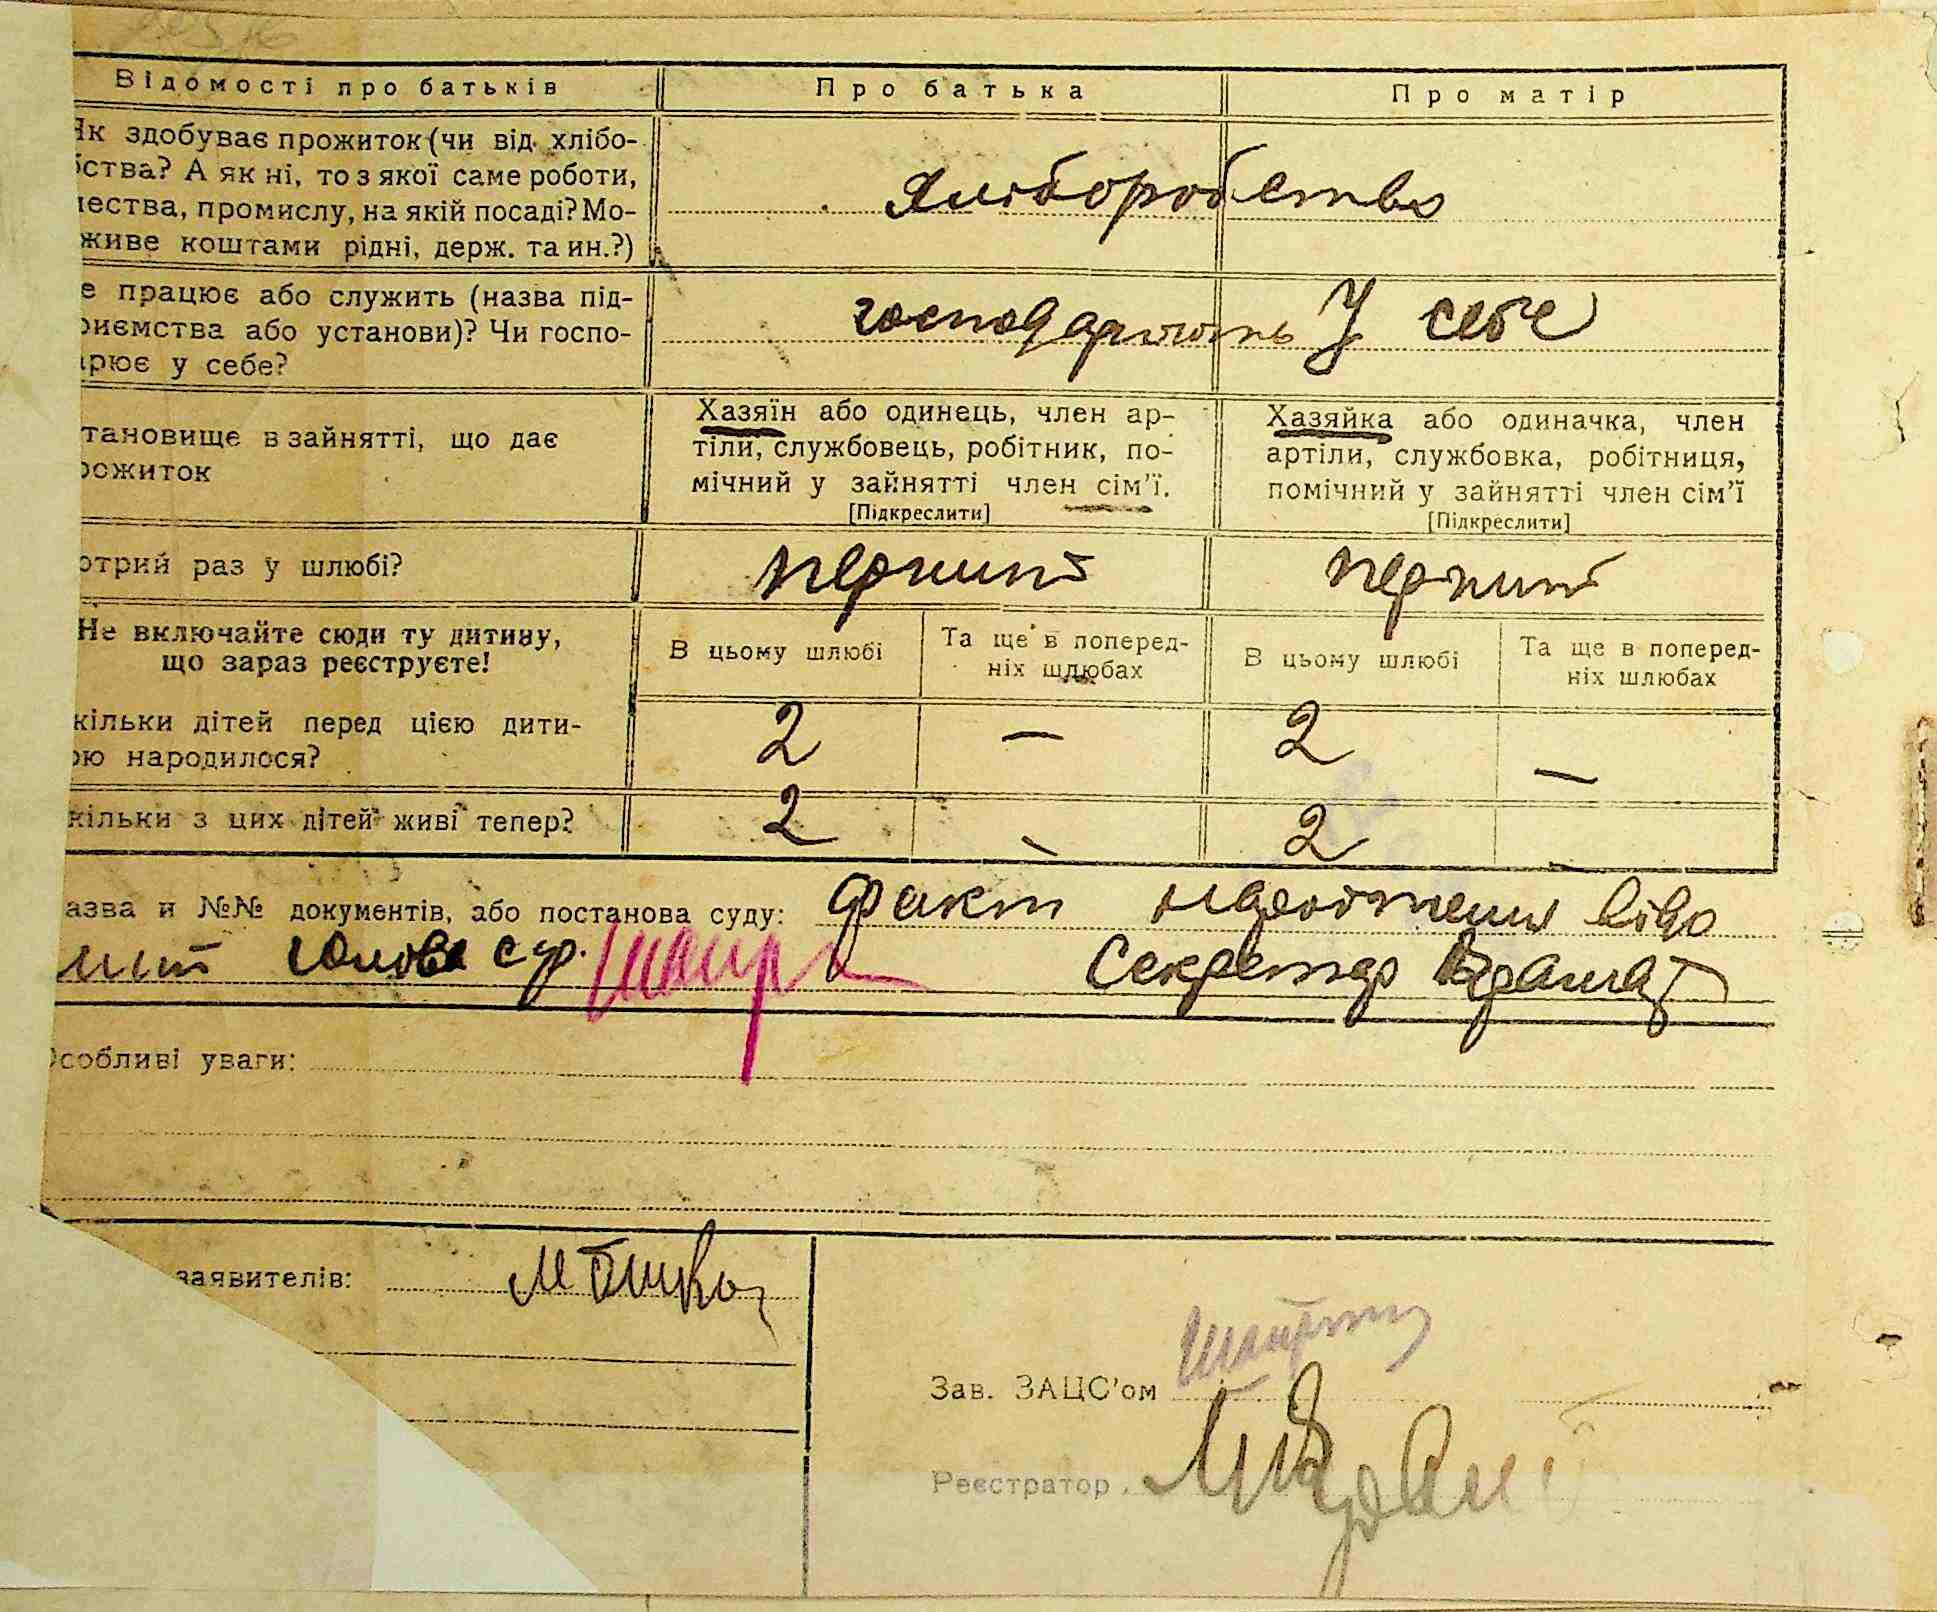 Відомості про батьків Про батька Про матір
Як здобуває прожиток (чи від хлібо-
бства? А як ні, то з якої саме роботи,
чества, промислу, на якій посаді? Мо-
живе коштами рідні, держ. та ин.?)
Хліборобство
е працює або служить (назва під-
риємства або установи)? Чи госпо-
арює у себе?
господарюють У себе
тановище в зайнятті, що дає
рожиток
Хазяїн або одинець, член ар-
тіли, службовець, робітник, по-
мічний у зайнятті член сім'ї.
[Підкреслити]
Хазяйка або одиначка, член
артіли, службовка, робітниця,
помічний у зайнятті член сім'ї
[Підкреслити]
отрий раз у шлюбі? перший перший
Не включайте сюди ту дитину,
що зараз реєструєте!
В цьому шлюбі
Та ще в поперед-
ніх шлюбах
В цьому шлюбі
Та ще в поперед-
ніх шлюбах
кільки дітей перед цією дити-
ою народилося?
2 — 2 —
кільки з цих дітей живі тепер? 2 - 2 -
азва и №№ документів, або постанова суду: факт народження
голова с/р. Секретар
Особливі уваги:
заявителів:
Зав. ЗАЦС'ом
Реєстратор